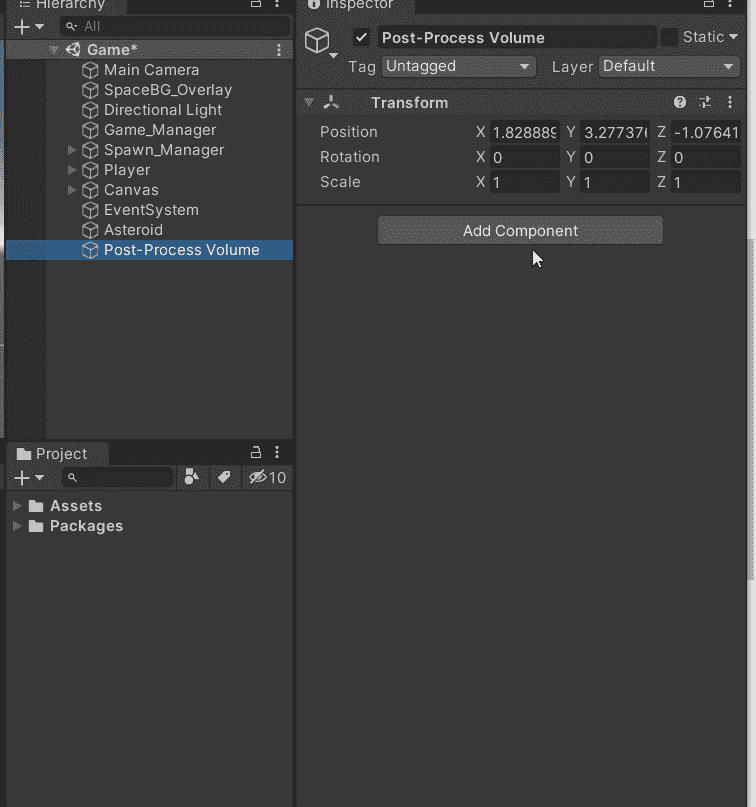 Hierarchy
All
Game*
Main Camera
SpaceBG_Overlay
Directional Light
Game_Manager
Spawn_Manager
Player
Canvas
EventSystem
Asteroid
Post-Process Volume
Project
10
Assets
Packages
Inspector
Post-Process Volume Static
Tag Untagged Layer Default
Transform
Position X 1.828889 Y 3.277376 Z -1.07641
Rotation X 0 Y 0 Z 0
Scale X 1 Y 1 Z 1
Add Component